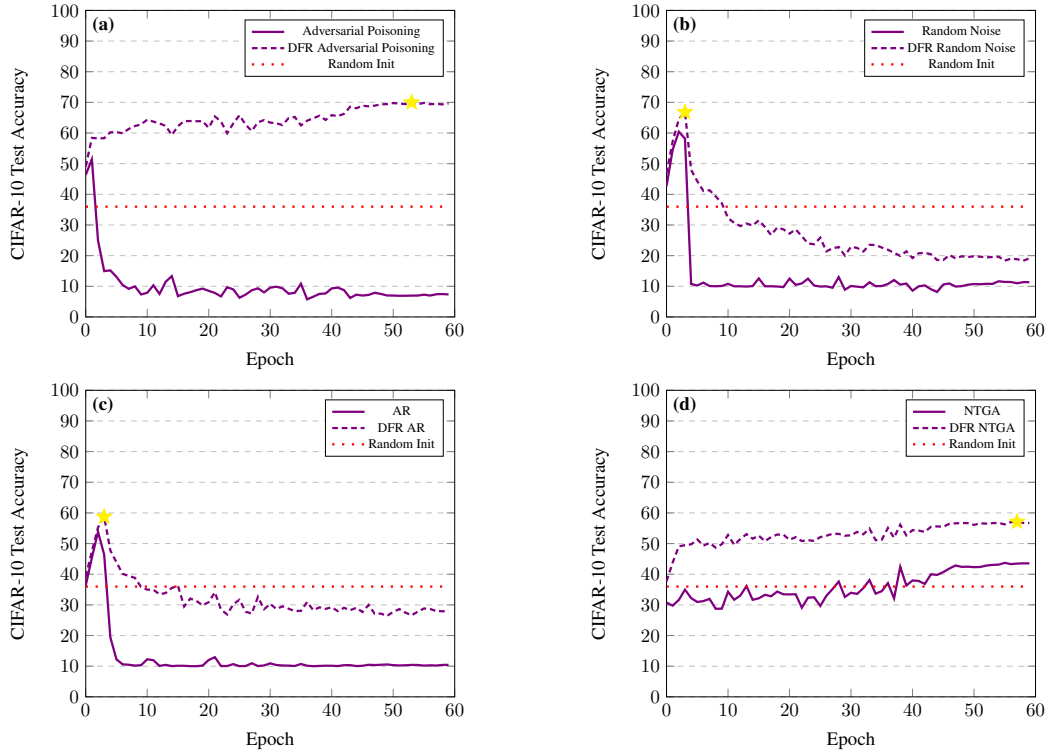 (a)
Adversarial Poisoning
DFR Adversarial Poisoning
Random Init
CIFAR-10 Test Accuracy
100
90
80
70
60
50
40
30
20
10
0
0 10 20 30 40 50 60
Epoch
(b)
Random Noise
DFR Random Noise
Random Init
CIFAR-10 Test Accuracy
100
90
80
70
60
50
40
30
20
10
0
0 10 20 30 40 50 60
Epoch
(c)
AR
DFR AR
Random Init
CIFAR-10 Test Accuracy
100
90
80
70
60
50
40
30
20
10
0
0 10 20 30 40 50 60
Epoch
(d)
NTGA
DFR NTGA
Random Init
CIFAR-10 Test Accuracy
100
90
80
70
60
50
40
30
20
10
0
0 10 20 30 40 50 60
Epoch